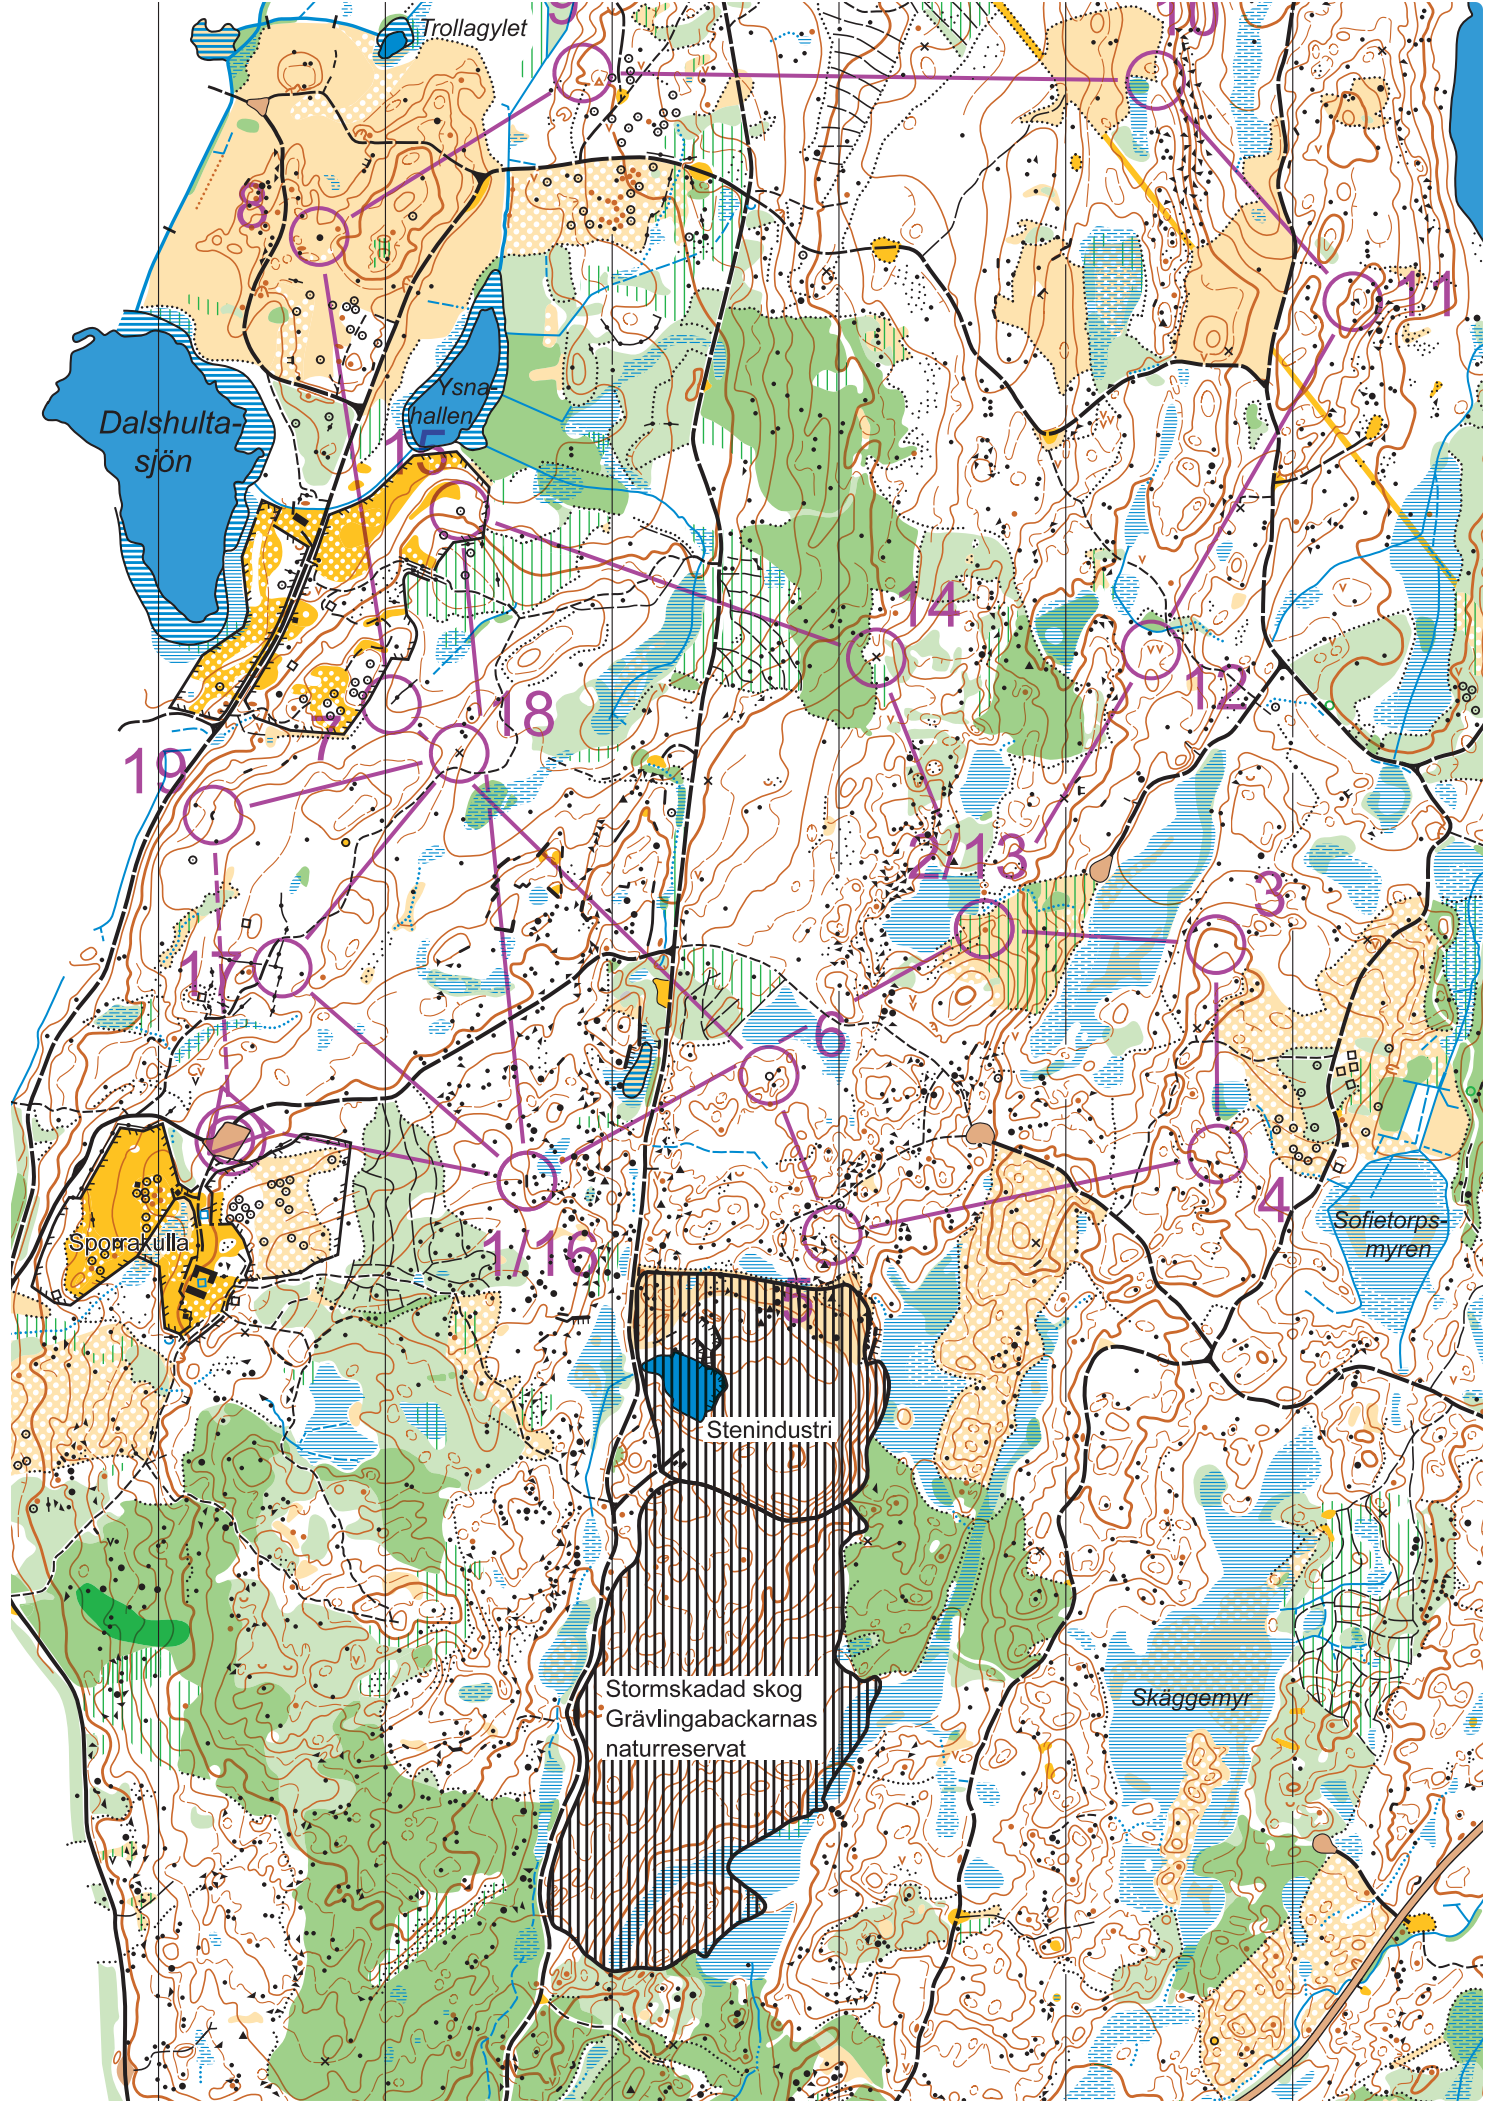 Trollagylet
9
10
8
11
Ysna-
hallen
Dalshulta-
sjön
15
14
12
18
7
19
2/13
3
17
6
4
Sofietorps-
myren
Sporrakulla
1/16
5
Stenindustri
Stormskadad skog
Grävlingabackarnas
naturreservat
Skäggemyr